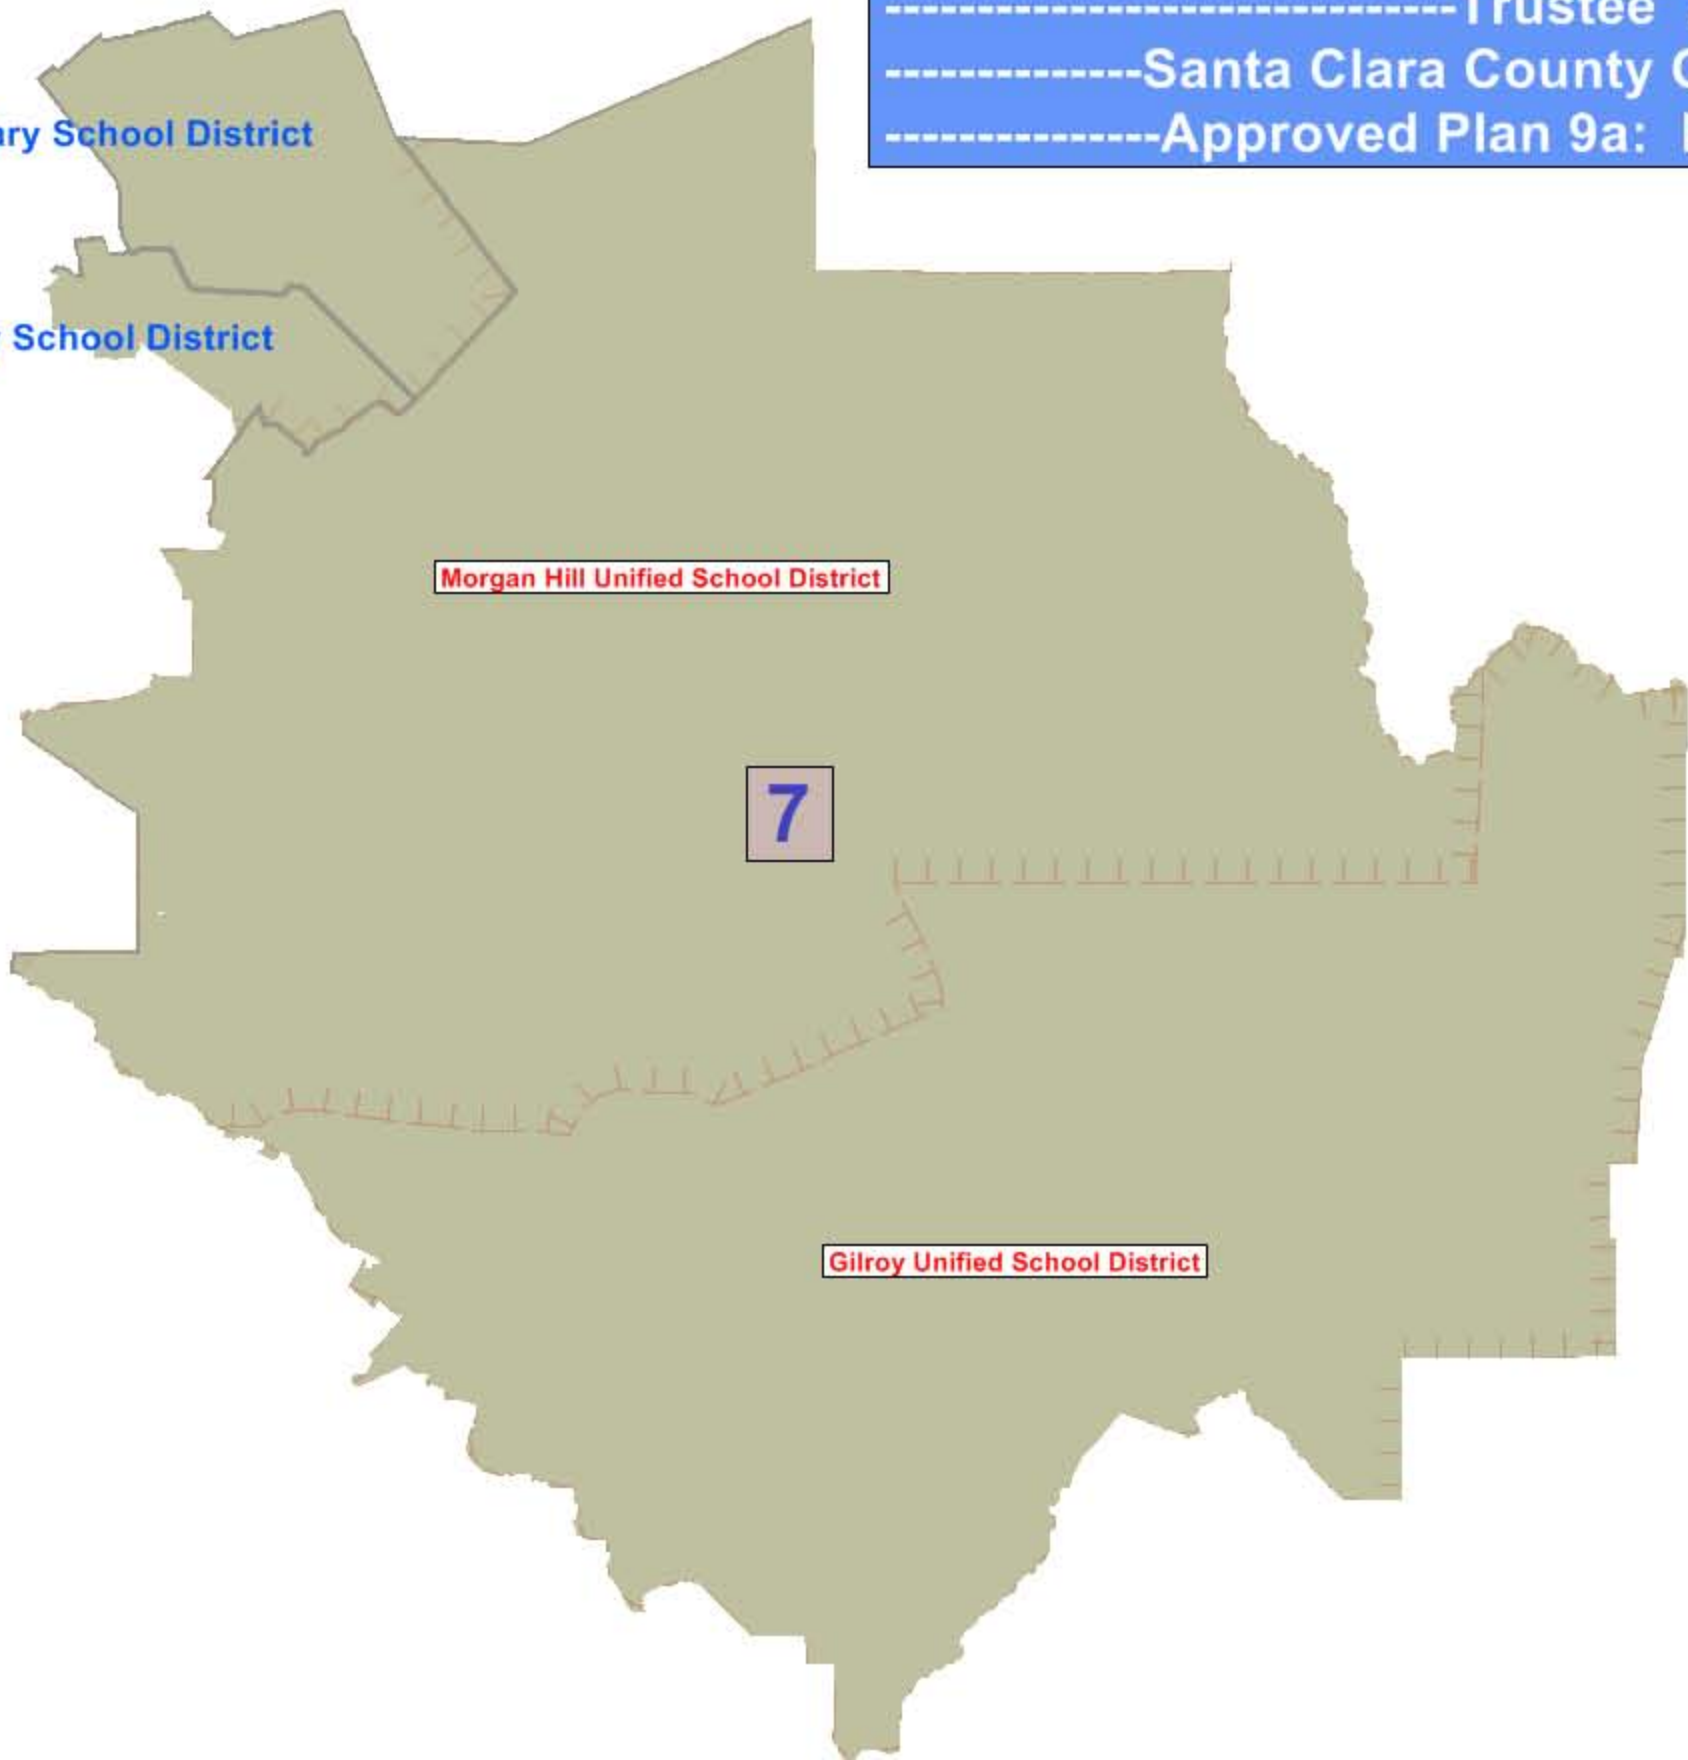 -----------------------------Trustee
--------------Santa Clara County
---------------Approved Plan 9a:
School District
School District
Morgan Hill Unified School District
7
Gilroy Unified School District